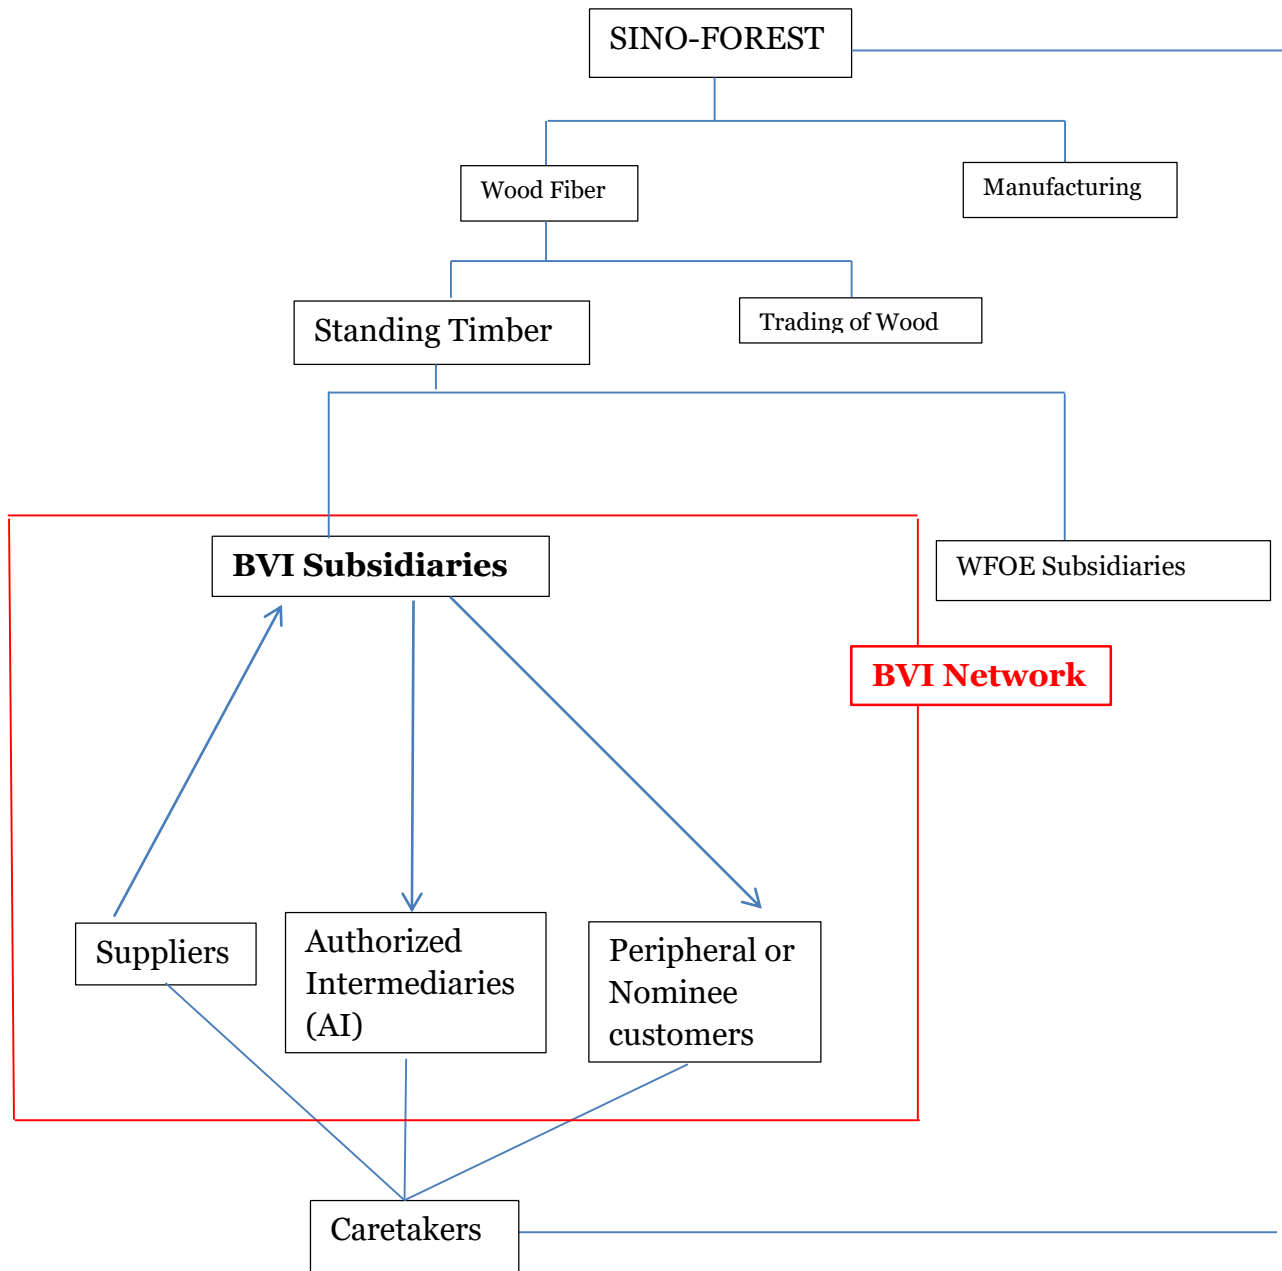 SINO-FOREST
Wood Fiber
Manufacturing
Standing Timber
Trading of Wood
BVI Subsidiaries
WFOE Subsidiaries
BVI Network
Suppliers
Authorized
Intermediaries
(AI)
Peripheral or
Nominee
customers
Caretakers